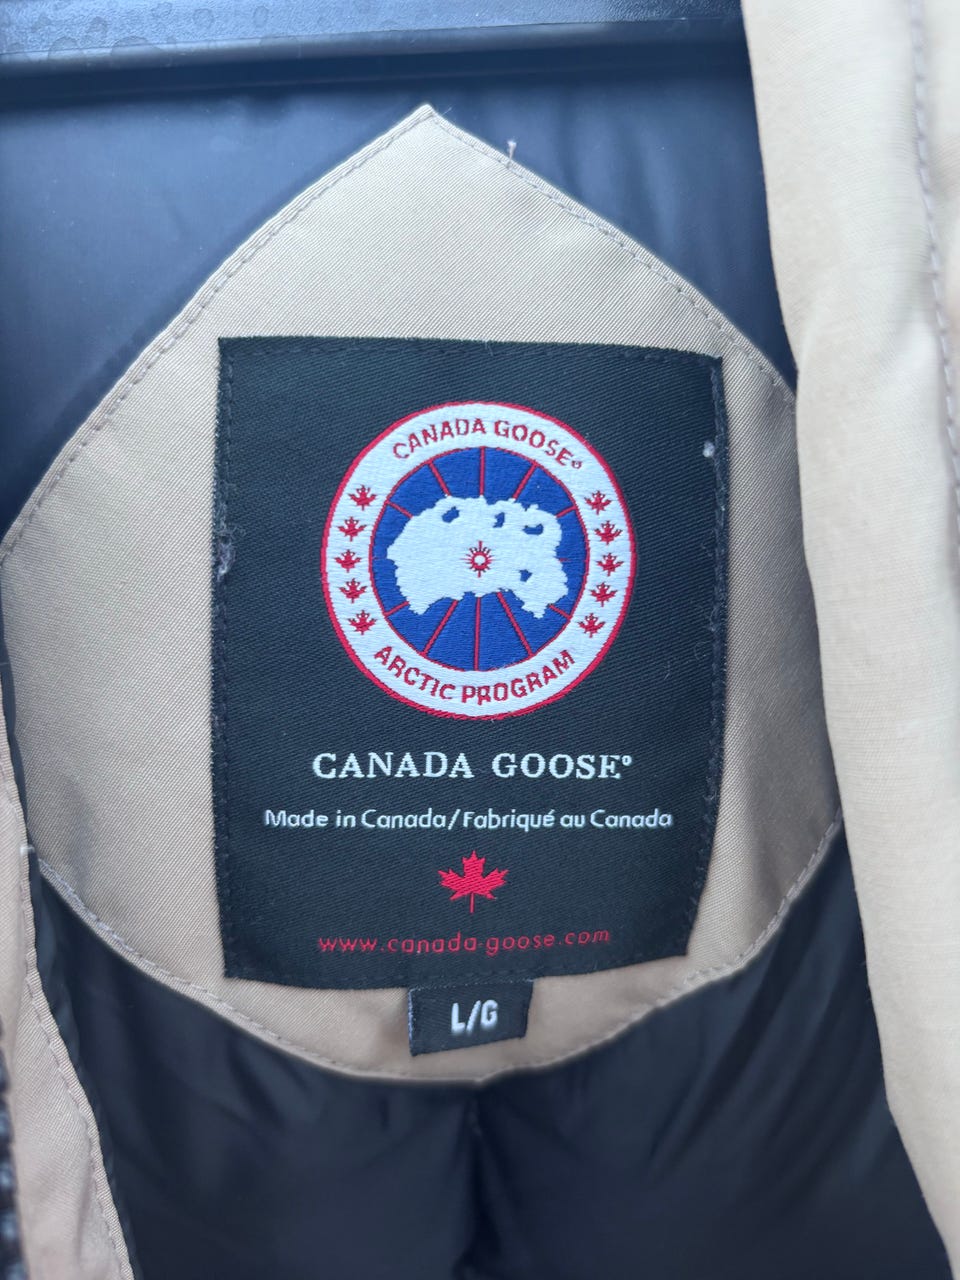 CANADA GOOSE®
ARCTIC PROGRAM
CANADA GOOSE®
Made in Canada/Fabriqué au Canada
www.canada-goose.com
L/G